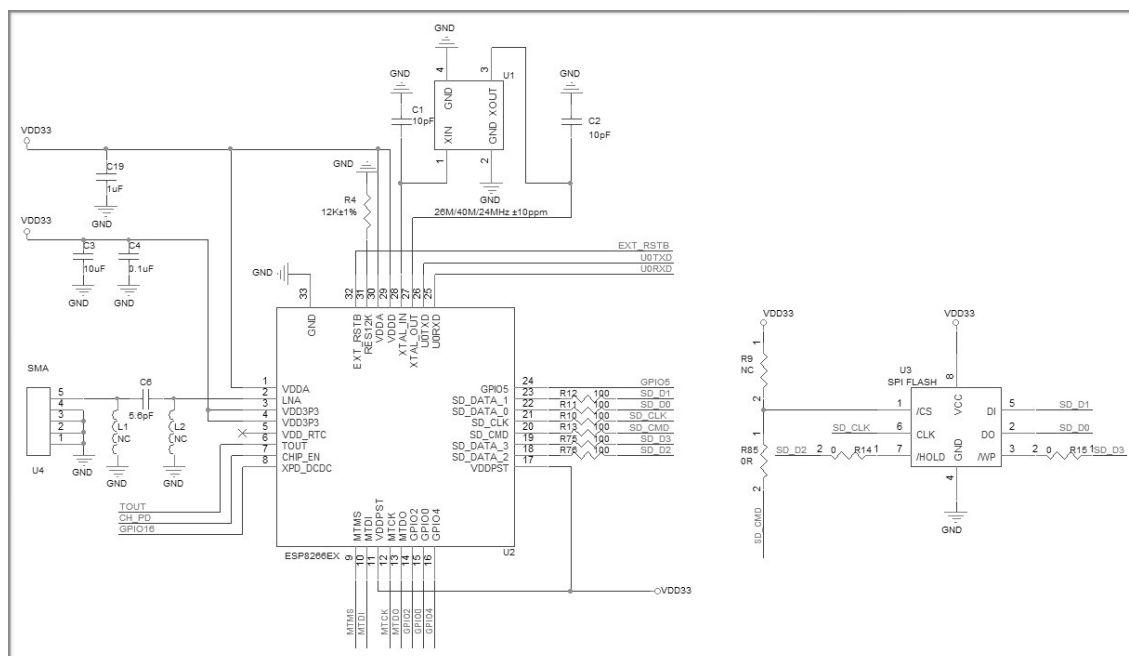 GND
GND
4
3
U1
GND
GND
XOUT
C1
10pF
XIN
GND
C2
10pF
1
2
GND
26M/40M/24MHz ±10ppm
VDD33
C19
1uF
GND
GND
R4
12K±1%
VDD33
C3
10uF
C4
0.1uF
GND
GND
EXT_RSTB
U0TXD
U0RXD
GND
33
32
31
30
29
28
27
26
25
GND
EXT_RSTB
RES12K
VDDA
VDDD
XTAL_IN
XTAL_OUT
U0TXD
U0RXD
SMA
5
4
3
2
1
U4
C6
5.6pF
L1
NC
L2
NC
GND
GND
GND
1
2
3
4
5
6
7
8
VDDA
LNA
VDD3P3
VDD3P3
VDD_RTC
TOUT
CHIP_EN
XPD_DCDC
TOUT
CH_PD
GPIO16
GPIO5
SD_DATA_1
SD_DATA_0
SD_CLK
SD_CMD
SD_DATA_3
SD_DATA_2
VDDPST
24
23
22
21
20
19
18
17
GPIO5
R12 100 SD_D1
R11 100 SD_D0
R10 100 SD_CLK
R13 100 SD_CMD
R75 100 SD_D3
R76 100 SD_D2
MTMS
MTDI
VDDPST
MTCK
MTDO
GPIO2
GPIO0
GPIO4
ESP8266EX
U2
9
10
11
12
13
14
15
16
MTMS
MTDI
MTCK
MTDO
GPIO2
GPIO0
GPIO4
VDD33
VDD33
VDD33
1
R9
NC
2
U3
SPI FLASH
8
1
/CS
VCC
DI
5
SD_D1
SD_CLK
6
CLK
DO
2
SD_D0
1
R85
0R
2
SD_D2
2
0
R14
1
7
/HOLD
GND
/WP
3
2
0
R15
1
SD_D3
4
GND
SD_CMD